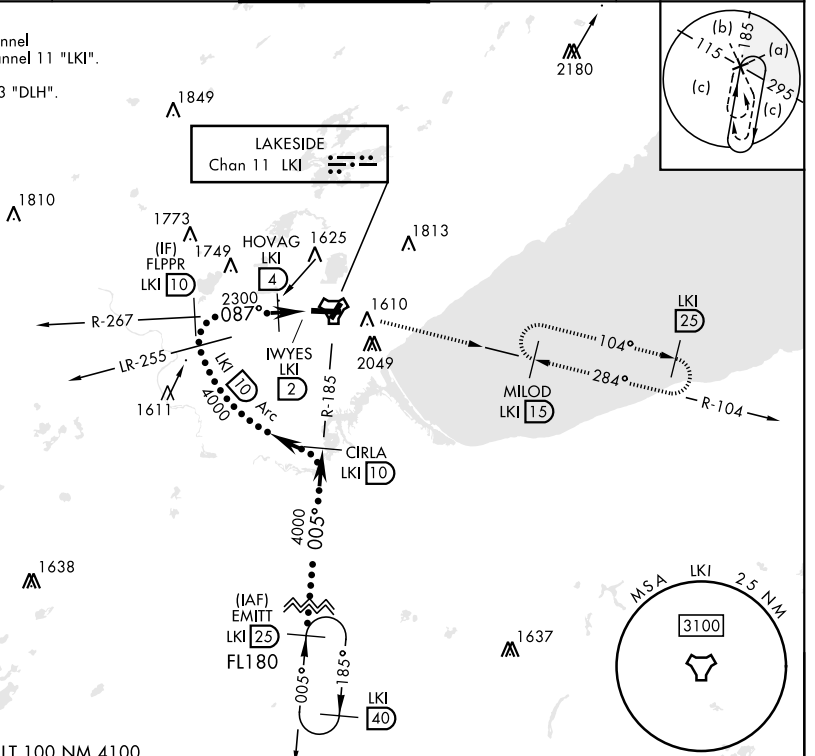 nnel
annel 11 "LKI".
3 "DLH".
2180
(b)
185
(a)
115
295
(c)
(c)
1849
LAKESIDE
Chan 11 LKI
1810
1773
(IF)
FLPPR
LKI 10
1749
HOVAG
LKI
4
1625
1813
2300
087°
R-267
LR-255
1610
2049
IWYES
LKI
2
R-185
LKI 10 Arc
4000
1611
LKI
25
104°
284°
MILOD
LKI 15
R-104
CIRLA
LKI 10
4000
005°
1638
(IAF)
EMITT
LKI 25
FL180
005°
185°
LKI
40
1637
MSA LKI 25 NM
3100
LT 100 NM 4100